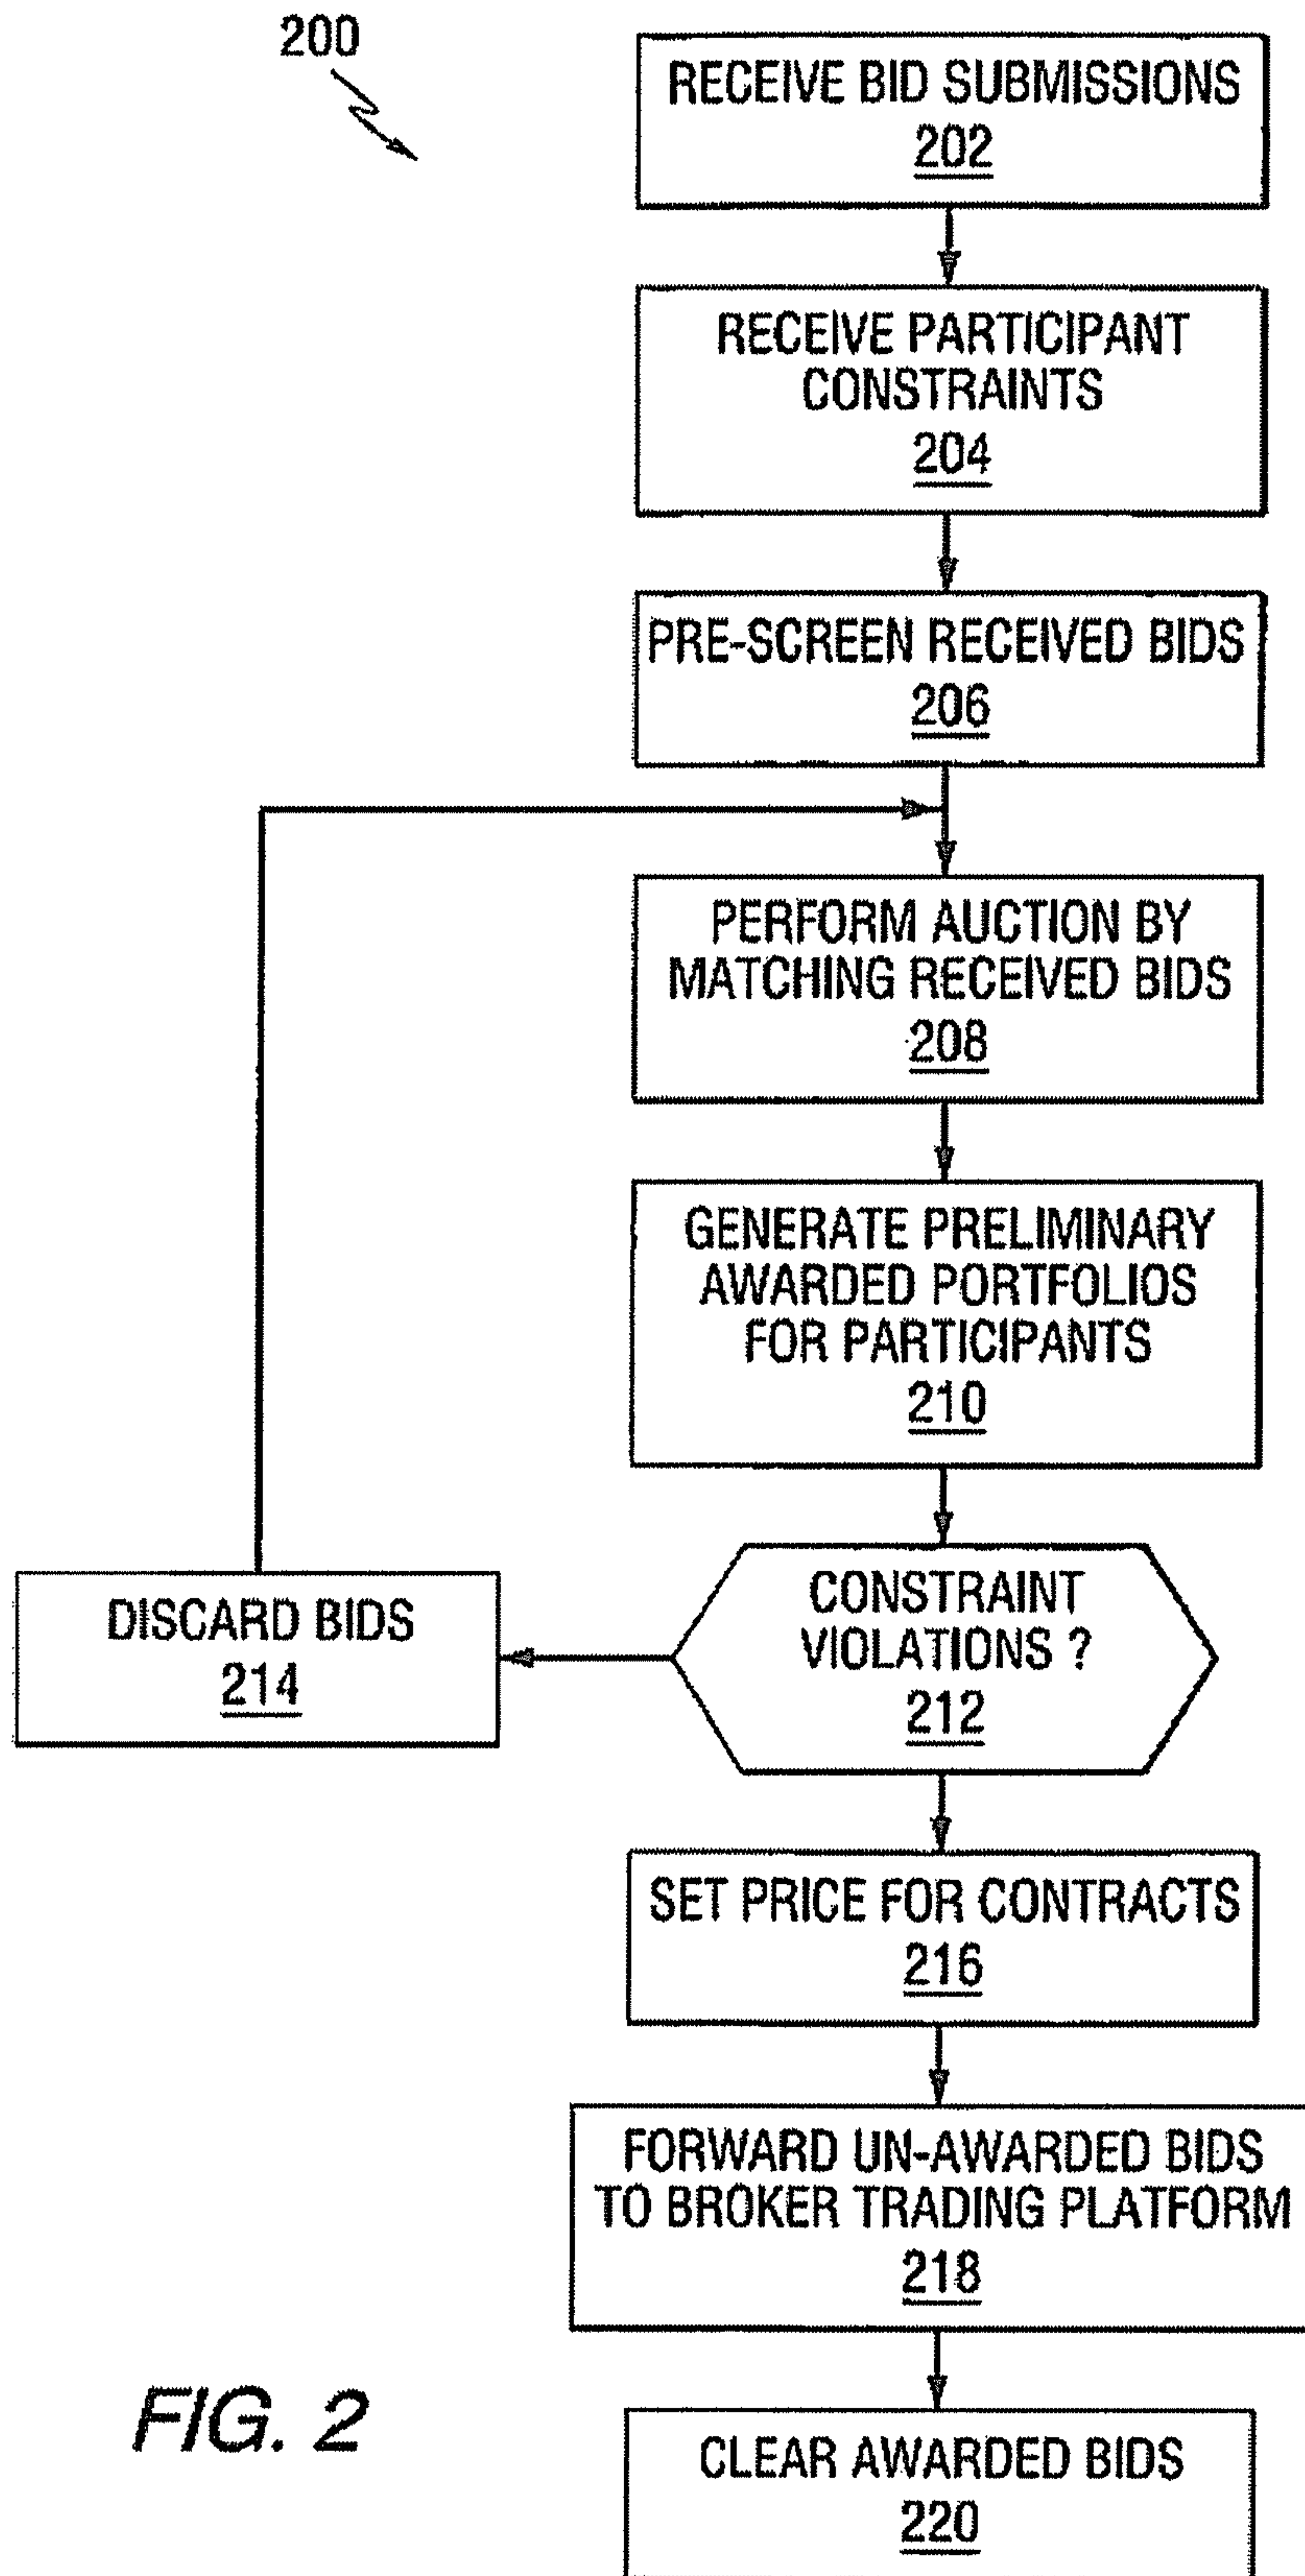 200
RECEIVE BID SUBMISSIONS
202
RECEIVE PARTICIPANT
CONSTRAINTS
204
PRE-SCREEN RECEIVED BIDS
206
PERFORM AUCTION BY
MATCHING RECEIVED BIDS
208
GENERATE PRELIMINARY
AWARDED PORTFOLIOS
FOR PARTICIPANTS
210
CONSTRAINT
VIOLATIONS ?
212
DISCARD BIDS
214
SET PRICE FOR CONTRACTS
216
FORWARD UN-AWARDED BIDS
TO BROKER TRADING PLATFORM
218
CLEAR AWARDED BIDS
220
FIG. 2